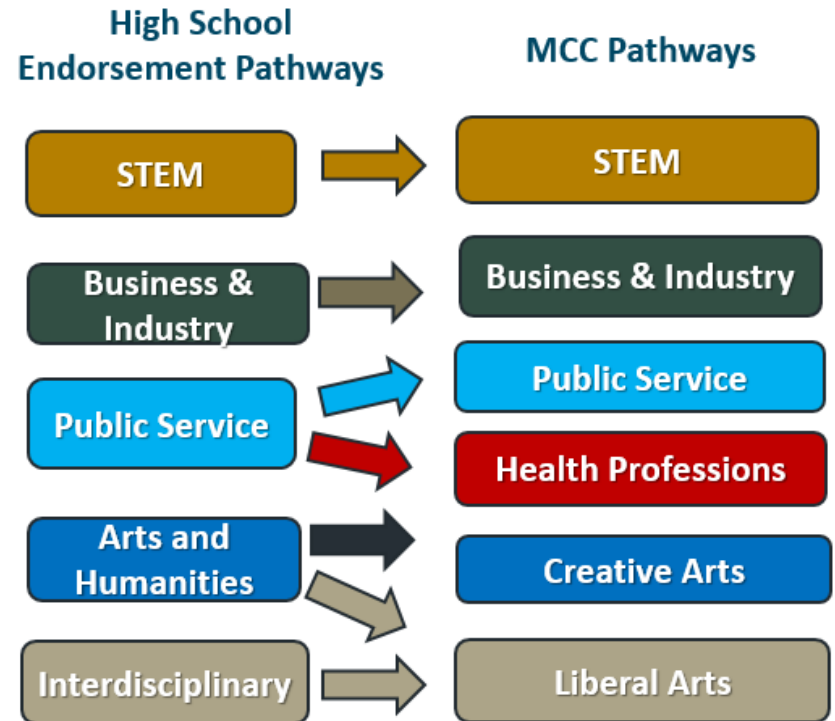 High School
Endorsement Pathways
MCC Pathways
STEM
STEM
Business &
Industry
Business & Industry
Public Service
Public Service
Health Professions
Arts and
Humanities
Creative Arts
Interdisciplinary
Liberal Arts